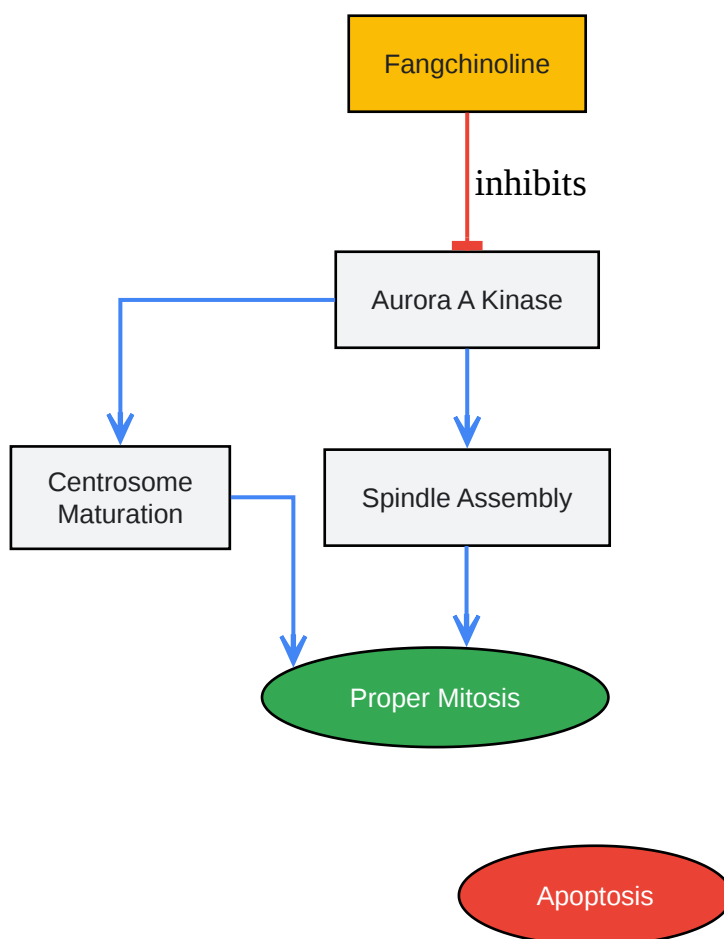 Fangchinoline
inhibits
Aurora A Kinase
Centrosome
Maturation
Spindle Assembly
Proper Mitosis
Apoptosis